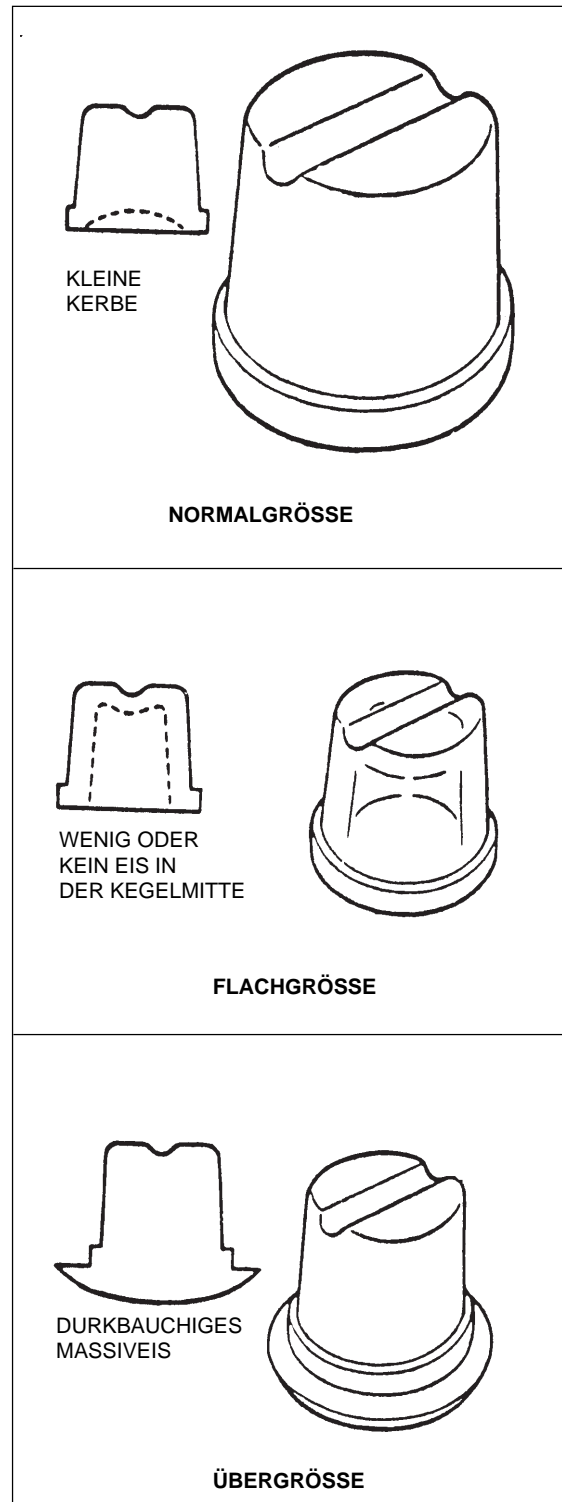 KLEINE
KERBE
NORMALGRÖSSE
WENIG ODER
KEIN EIS IN
DER KEGELMITTE
FLACHGRÖSSE
DURKBAUCHIGES
MASSIVEIS
ÜBERGRÖSSE